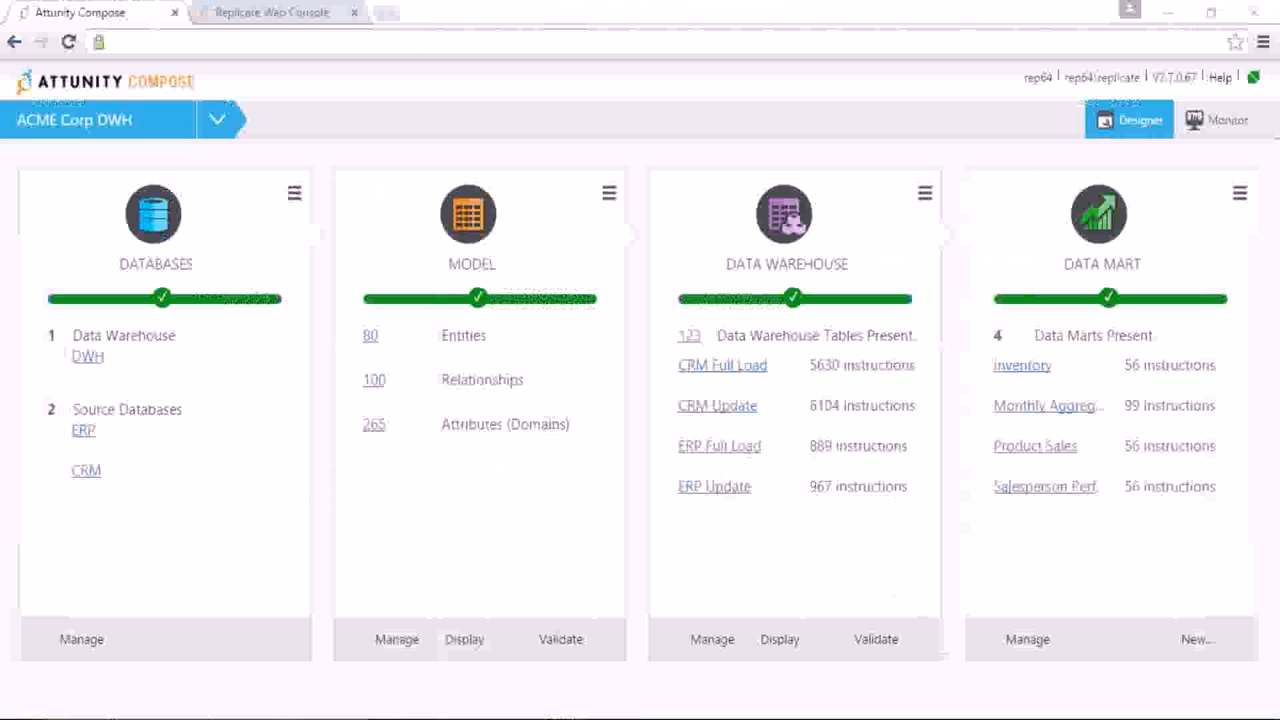 Attunity Compose
Replicate Web Console
ATTUNITY COMPOSE
rep64 | rep64\replicate | V2.7.0.67 | Help |
ACME Corp DWH
Designer
Monitor
DATABASES
1 Data Warehouse
DWH
2 Source Databases
ERP
CRM
Manage
MODEL
80 Entities
100 Relationships
265 Attributes (Domains)
Manage Display Validate
DATA WAREHOUSE
123 Data Warehouse Tables Present.
CRM Full Load 5630 instructions
CRM Update 6104 instructions
ERP Full Load 889 instructions
ERP Update 967 instructions
Manage Display Validate
DATA MART
4 Data Marts Present.
Inventory 56 instructions
Monthly Aggreg... 99 instructions
Product Sales 56 instructions
Salesperson Perf. 56 instructions
Manage New...